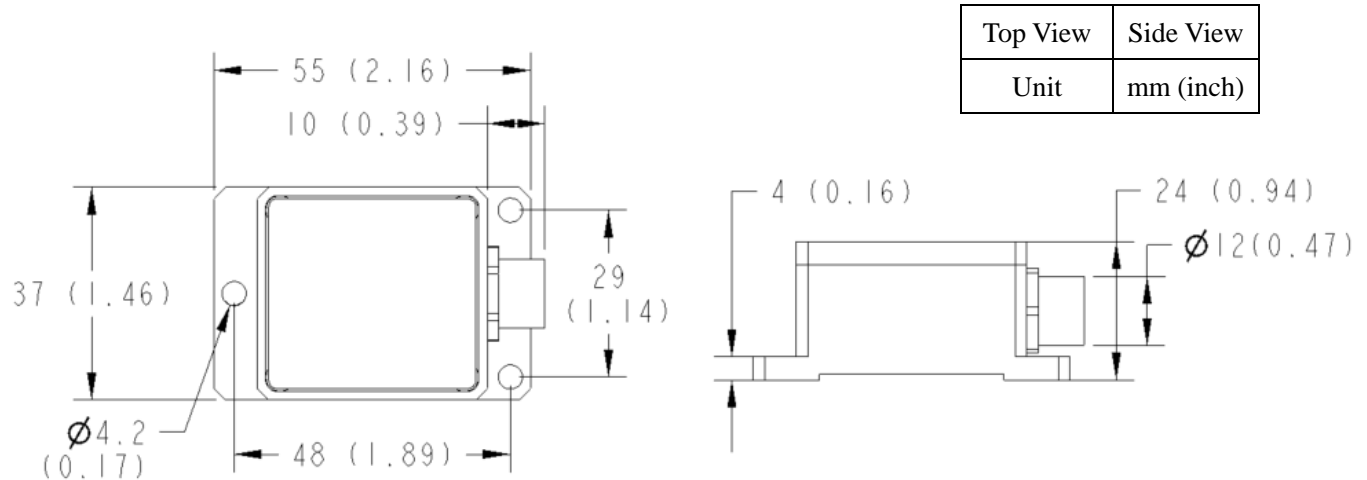 Top View Side View
Unit mm (inch)
55 (2.16)
10 (0.39)
4 (0.16)
24 (0.94)
Ø12(0.47)
37 (1.46)
29
(1.14)
Ø4.2
(0.17)
48 (1.89)